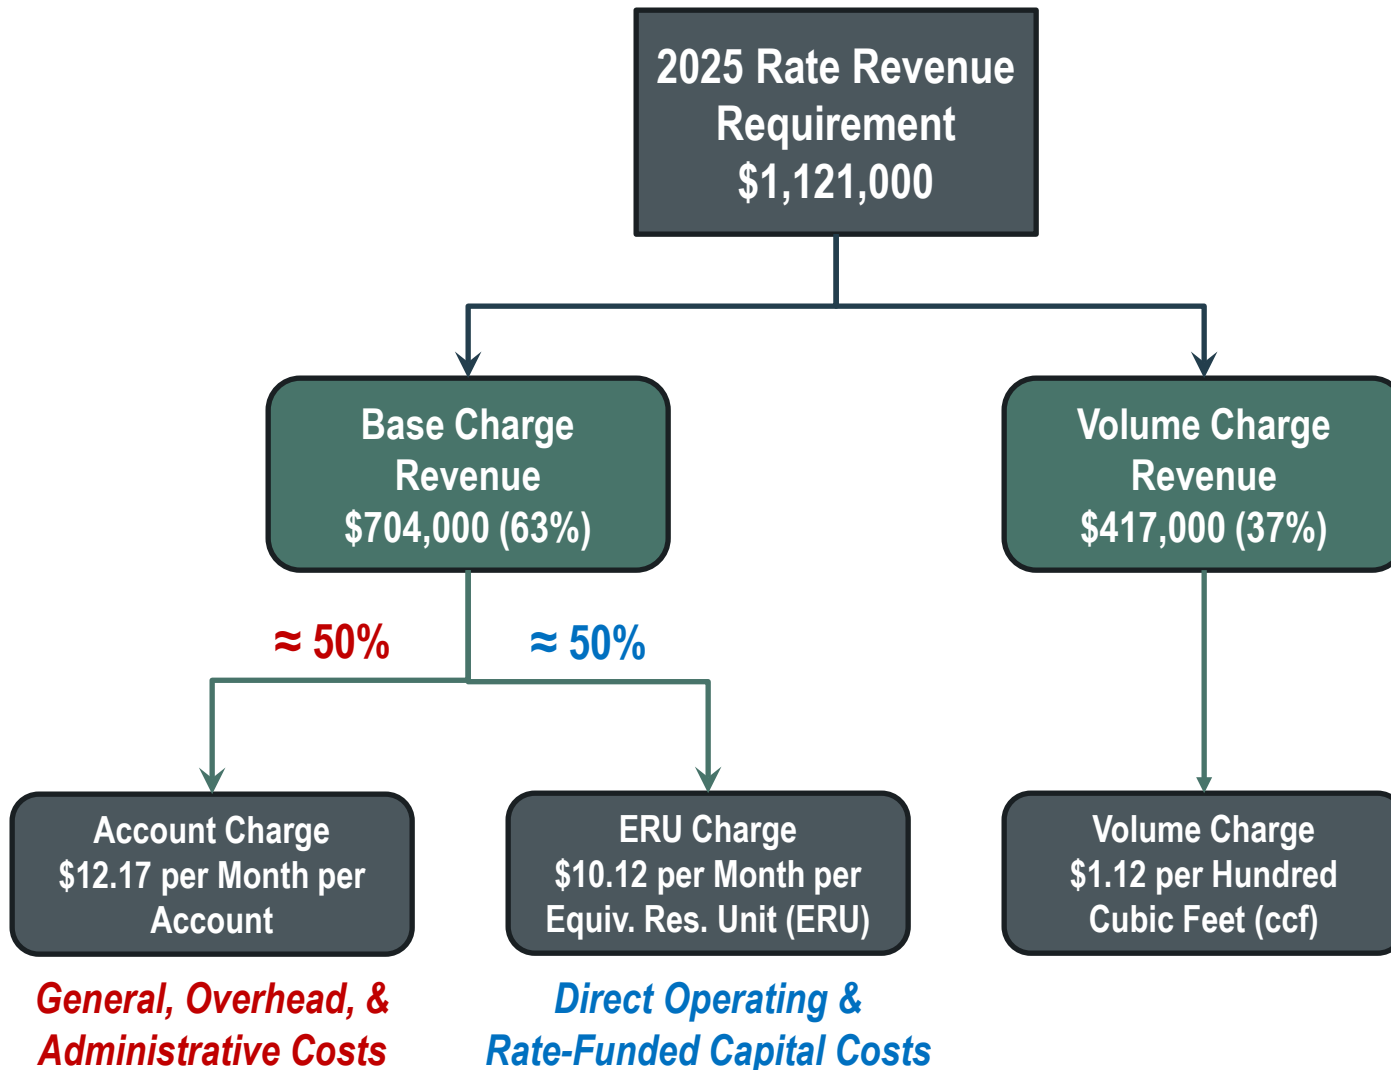 2025 Rate Revenue
Requirement
$1,121,000
Base Charge
Revenue
$704,000 (63%)
Volume Charge
Revenue
$417,000 (37%)
≈ 50%
≈ 50%
Account Charge
$12.17 per Month per
Account
ERU Charge
$10.12 per Month per
Equiv. Res. Unit (ERU)
Volume Charge
$1.12 per Hundred
Cubic Feet (ccf)
General, Overhead, &
Administrative Costs
Direct Operating &
Rate-Funded Capital Costs